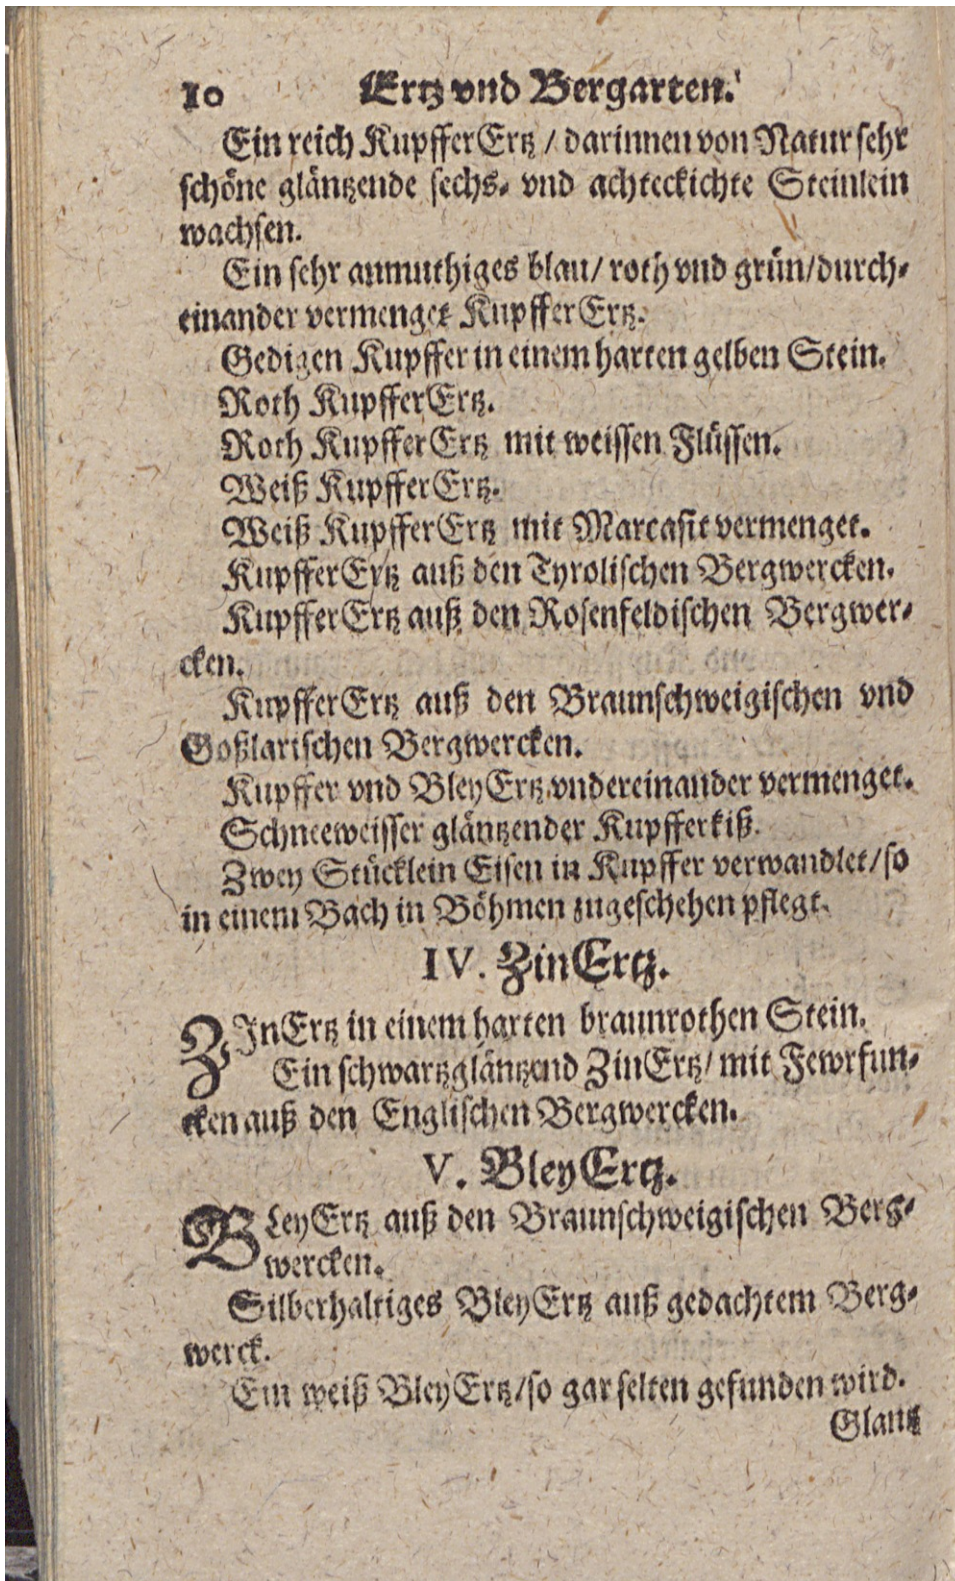 10 Ertz vnd Bergarten.
Ein reich KupfferErtz / darinnen von Natur sehr
schöne gläntzende sechs- vnd achteckichte Steinlein
wachsen.
Ein sehr anmuthiges blau / roth vnd grün / durch-
einander vermenget KupfferErtz.
Gedigen Kupffer in einem harten gelben Stein.
Roth KupfferErtz.
Roth KupfferErtz mit weissen Flüssen.
Weiß KupfferErtz.
Weiß KupfferErtz mit Marcasit vermenget.
KupfferErtz auß den Tyrolischen Bergwercken.
KupfferErtz auß den Rosenfeldischen Bergwer-
cken.
KupfferErtz auß den Braunschweigischen vnd
Goßlarischen Bergwercken.
Kupffer vnd BleyErtz vndereinander vermenget.
Schneeweisser gläntzender Kupfferkiß.
Zwey Stücklein Eisen in Kupffer verwandlet / so
in einem Bach in Böhmen zugeschehen pflegt.
IV. ZinErtz.
ZInErtz in einem harten braunrothen Stein.
Ein schwartzgläntzend ZinErtz / mit Fewrfun-
cken auß den Englischen Bergwercken.
V. BleyErtz.
BLeyErtz auß den Braunschweigischen Berg-
wercken.
Silberhaltiges BleyErtz auß gedachtem Berg-
werck.
Ein weiß BleyErtz / so gar selten gefunden wird.
Glantz